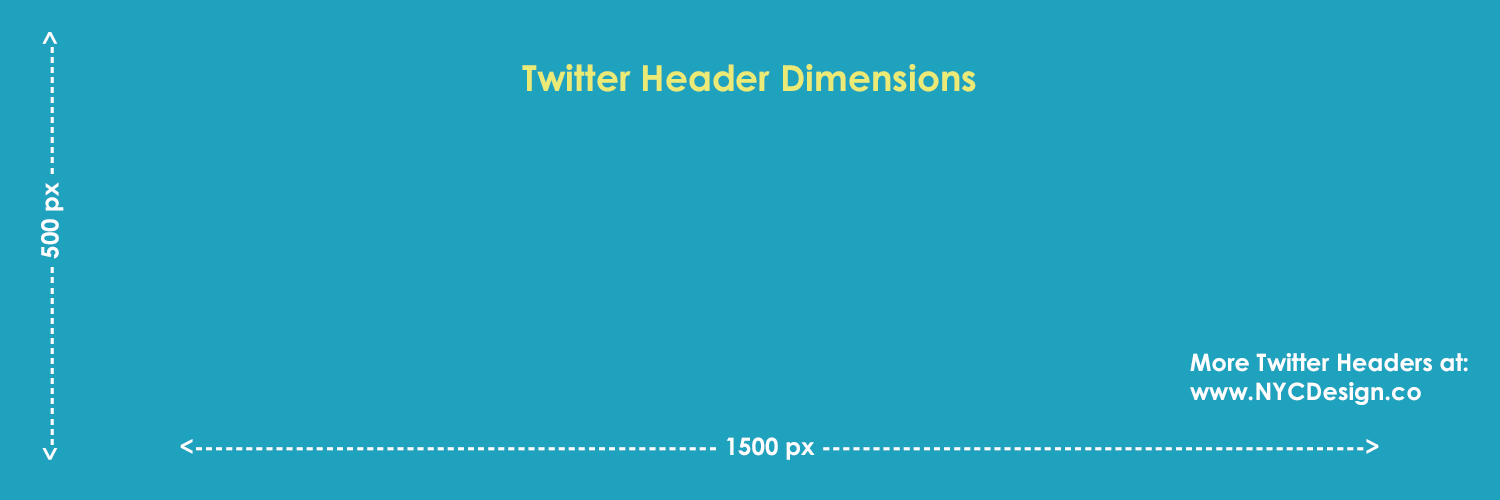 Twitter Header Dimensions
500 px
More Twitter Headers at:
www.NYCDesign.co
1500 px